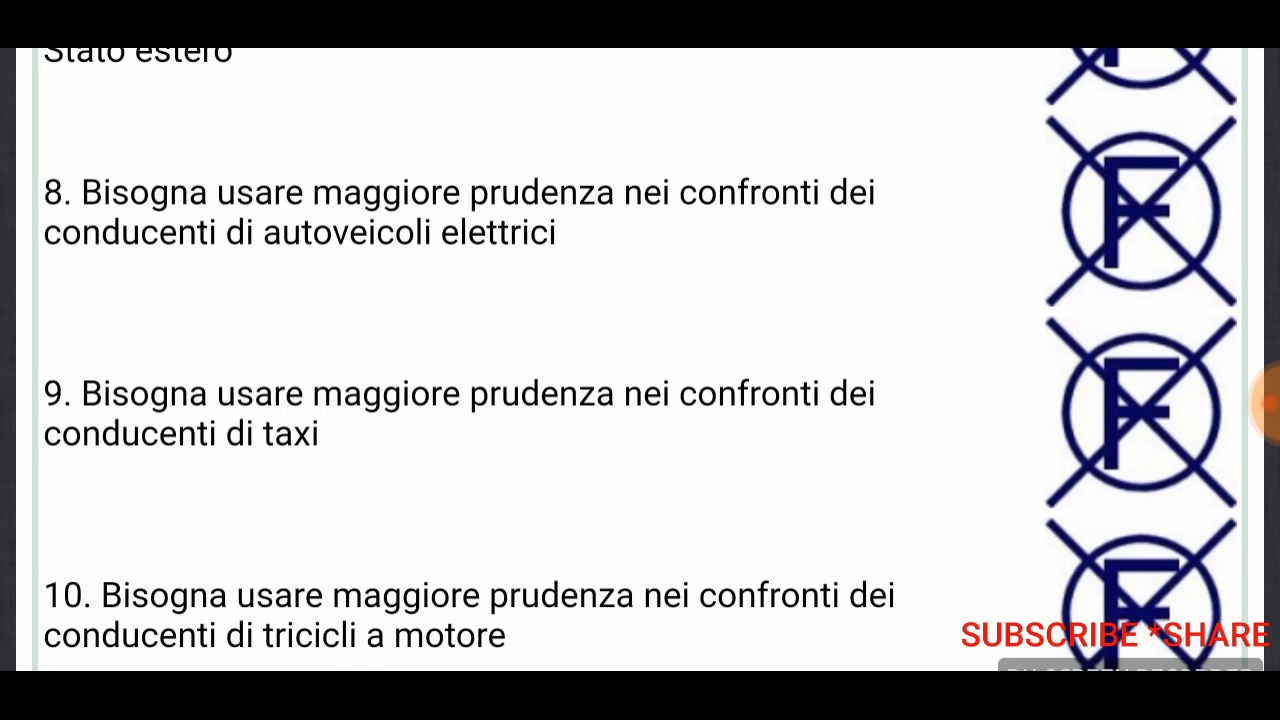 Stato estero
8. Bisogna usare maggiore prudenza nei confronti dei
conducenti di autoveicoli elettrici
F
9. Bisogna usare maggiore prudenza nei confronti dei
conducenti di taxi
F
10. Bisogna usare maggiore prudenza nei confronti dei
conducenti di tricicli a motore
F
SUBSCRIBE *SHARE